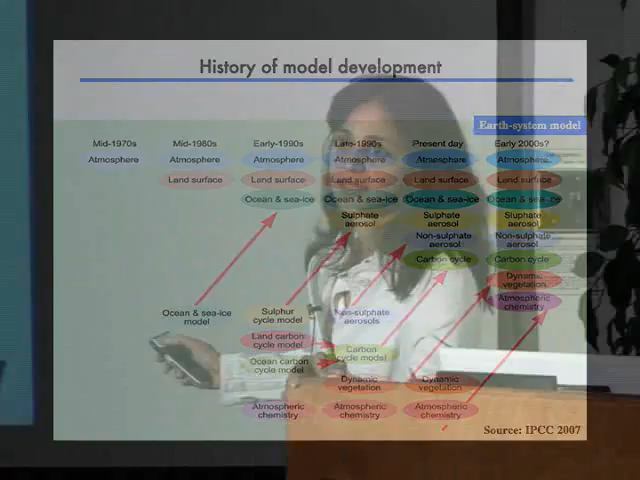 History of model development
Earth-system model
Mid-1970s Mid-1980s Early-1990s Late-1990s Present day Early 2000s?
Atmosphere Atmosphere Atmosphere Atmosphere Atmosphere Atmosphere
Land surface Land surface Land surface Land surface Land surface
Ocean & sea-ice Ocean & sea-ice Ocean & sea-ice Ocean & sea-ice
Sulphate Sulphate Sulphate
aerosol aerosol aerosol
Non-sulphate Non-sulphate
aerosol aerosol
Carbon cycle Carbon cycle
Dynamic
vegetation
Atmospheric
chemistry
Ocean & sea-ice Sulphur Non-sulphate
model cycle model aerosols
Land carbon
cycle model
Carbon
cycle model
Ocean carbon
cycle model
Dynamic Dynamic
vegetation vegetation
Atmospheric Atmospheric Atmospheric
chemistry chemistry chemistry
Source: IPCC 2007